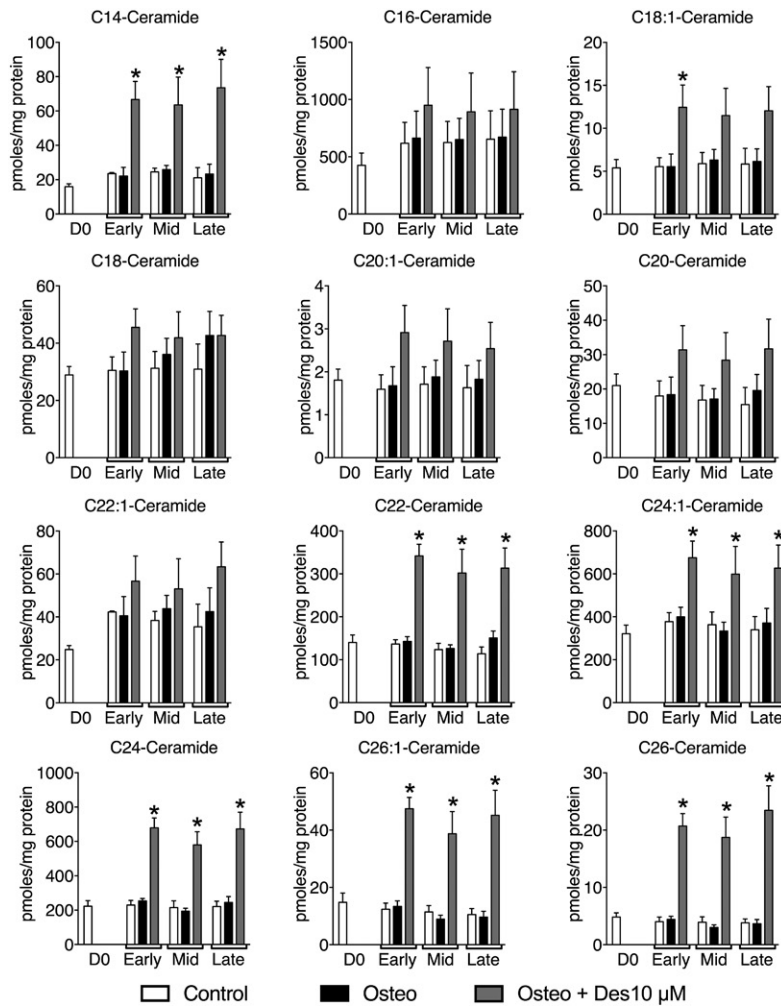 C14-Ceramide
pmoles/mg protein
100
80
60
40
20
0
* * *
D0 Early Mid Late
C16-Ceramide
pmoles/mg protein
1500
1000
500
0
D0 Early Mid Late
C18:1-Ceramide
pmoles/mg protein
20
15
10
5
0
*
D0 Early Mid Late
C18-Ceramide
pmoles/mg protein
60
40
20
0
D0 Early Mid Late
C20:1-Ceramide
pmoles/mg protein
4
3
2
1
0
D0 Early Mid Late
C20-Ceramide
pmoles/mg protein
50
40
30
20
10
0
D0 Early Mid Late
C22:1-Ceramide
pmoles/mg protein
80
60
40
20
0
D0 Early Mid Late
C22-Ceramide
pmoles/mg protein
400
300
200
100
0
* * *
D0 Early Mid Late
C24:1-Ceramide
pmoles/mg protein
800
600
400
200
0
* * *
D0 Early Mid Late
C24-Ceramide
pmoles/mg protein
1000
800
600
400
200
0
* * *
D0 Early Mid Late
C26:1-Ceramide
pmoles/mg protein
60
40
20
0
* * *
D0 Early Mid Late
C26-Ceramide
pmoles/mg protein
30
20
10
0
* * *
D0 Early Mid Late
Control Osteo Osteo + Des10 µM